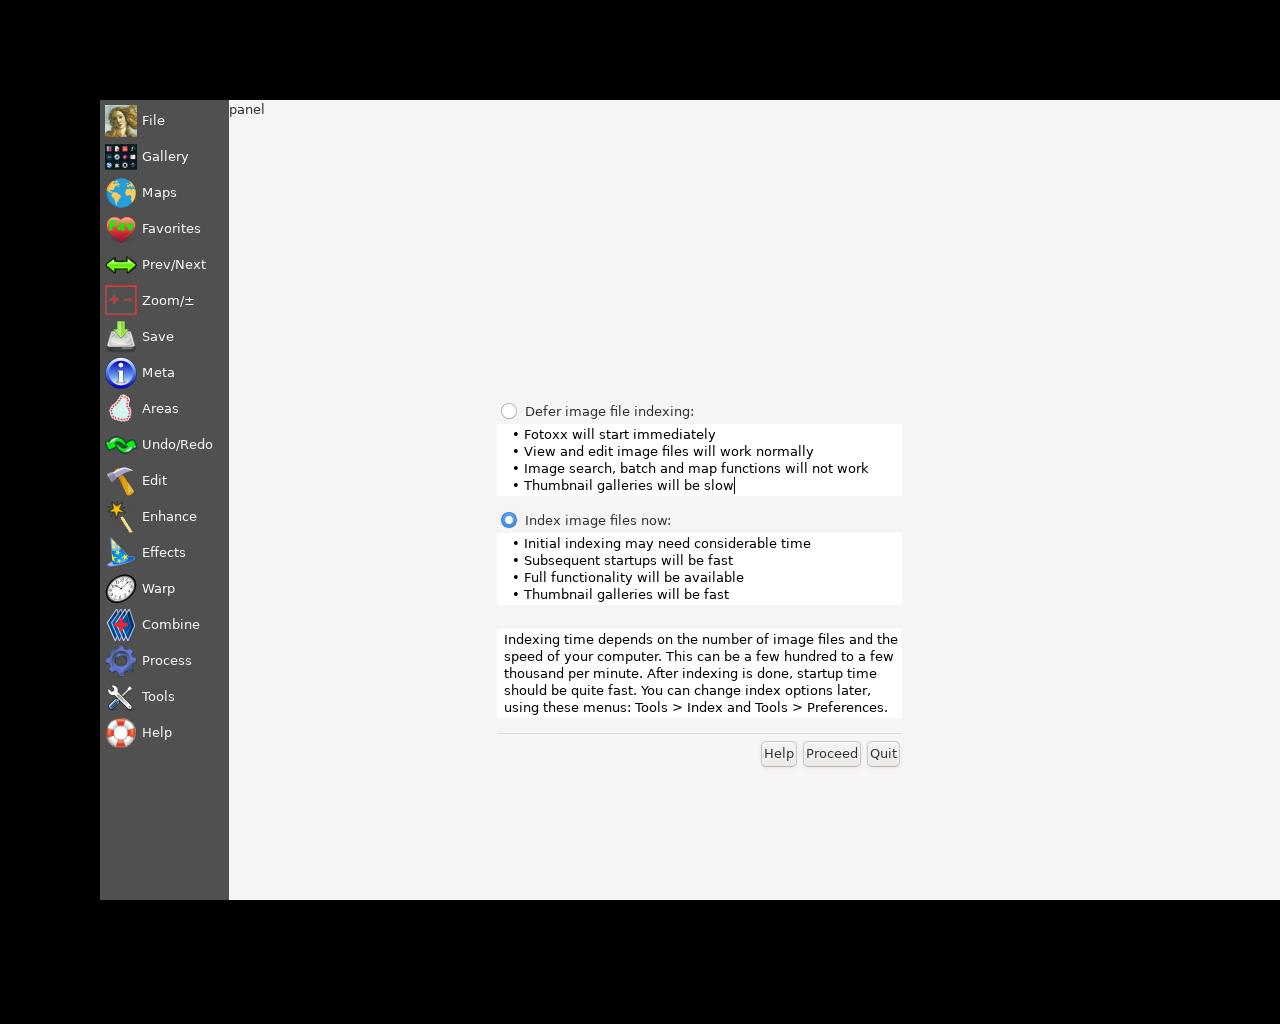 panel
File
Gallery
Maps
Favorites
Prev/Next
Zoom/±
Save
Meta
Areas
Undo/Redo
Edit
Enhance
Effects
Warp
Combine
Process
Tools
Help
Defer image file indexing:
• Fotoxx will start immediately
• View and edit image files will work normally
• Image search, batch and map functions will not work
• Thumbnail galleries will be slow
Index image files now:
• Initial indexing may need considerable time
• Subsequent startups will be fast
• Full functionality will be available
• Thumbnail galleries will be fast
Indexing time depends on the number of image files and the
speed of your computer. This can be a few hundred to a few
thousand per minute. After indexing is done, startup time
should be quite fast. You can change index options later,
using these menus: Tools > Index and Tools > Preferences.
Help Proceed Quit